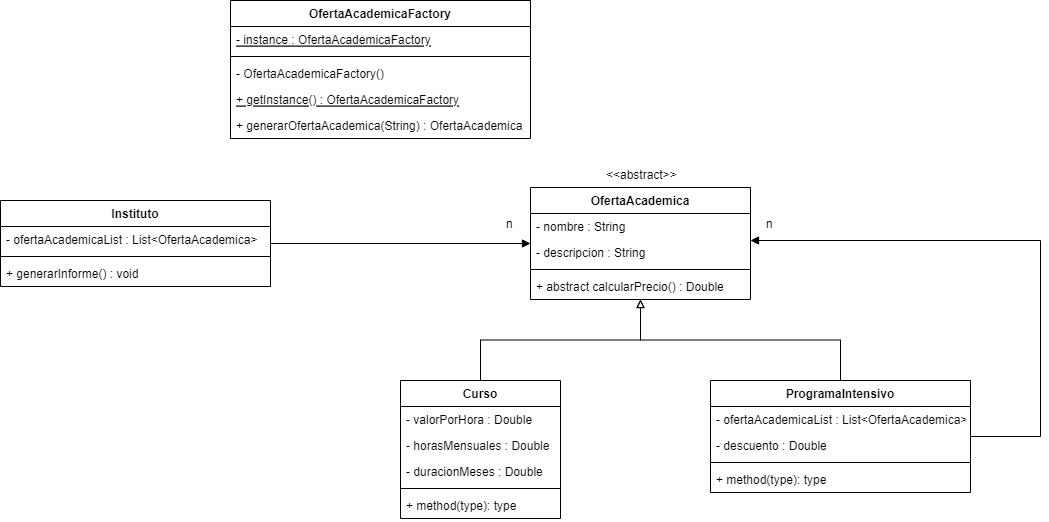 OfertaAcademicaFactory
- instance : OfertaAcademicaFactory
- OfertaAcademicaFactory()
+ getInstance() : OfertaAcademicaFactory
+ generarOfertaAcademica(String) : OfertaAcademica
<<abstract>>
OfertaAcademica
- nombre : String
- descripcion : String
+ abstract calcularPrecio() : Double
n
n
Instituto
- ofertaAcademicaList : List<OfertaAcademica>
+ generarInforme() : void
Curso
- valorPorHora : Double
- horasMensuales : Double
- duracionMeses : Double
+ method(type): type
ProgramaIntensivo
- ofertaAcademicaList : List<OfertaAcademica>
- descuento : Double
+ method(type): type